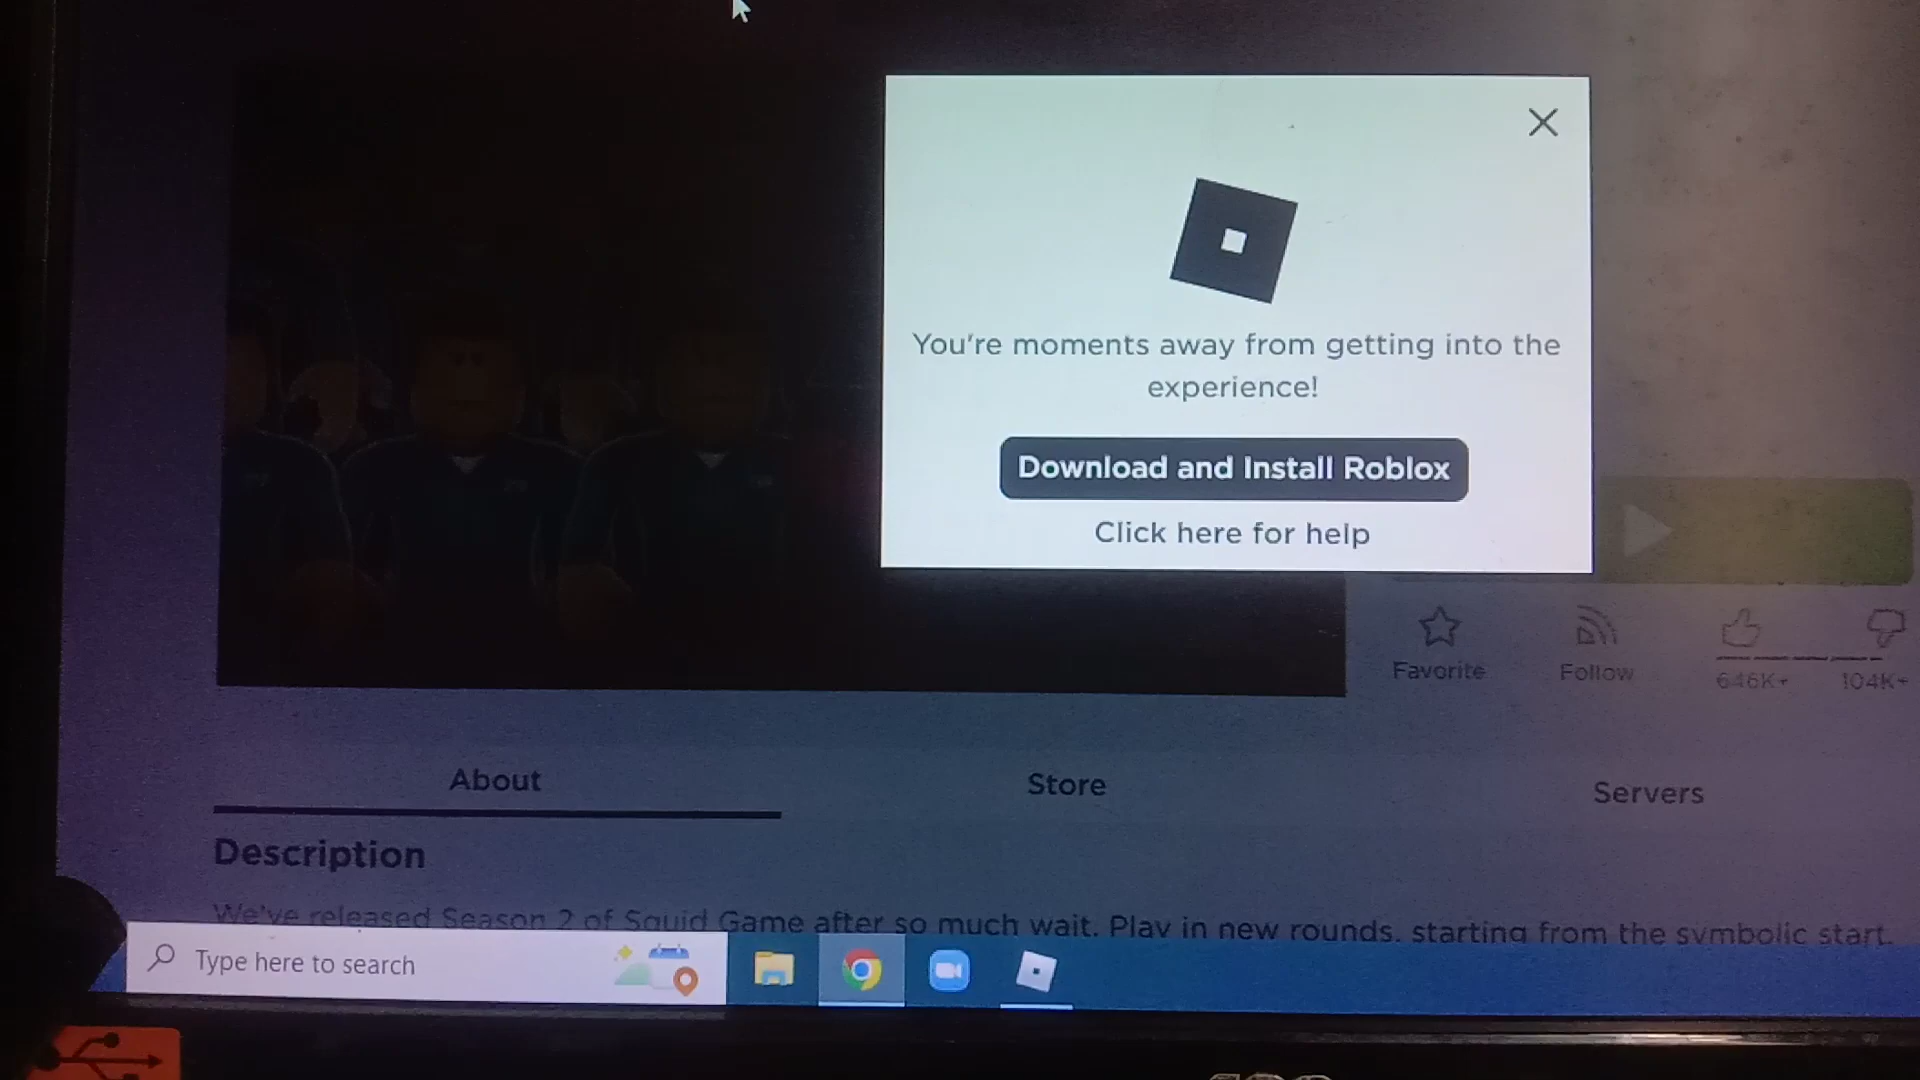 You're moments away from getting into the
experience!
Download and Install Roblox
Click here for help
Favorite
Follow
646K+
104K+
About
Store
Servers
Description
We've released Season 2 of Squid Game after so much wait. Play in new rounds, starting from the symbolic start.
Type here to search